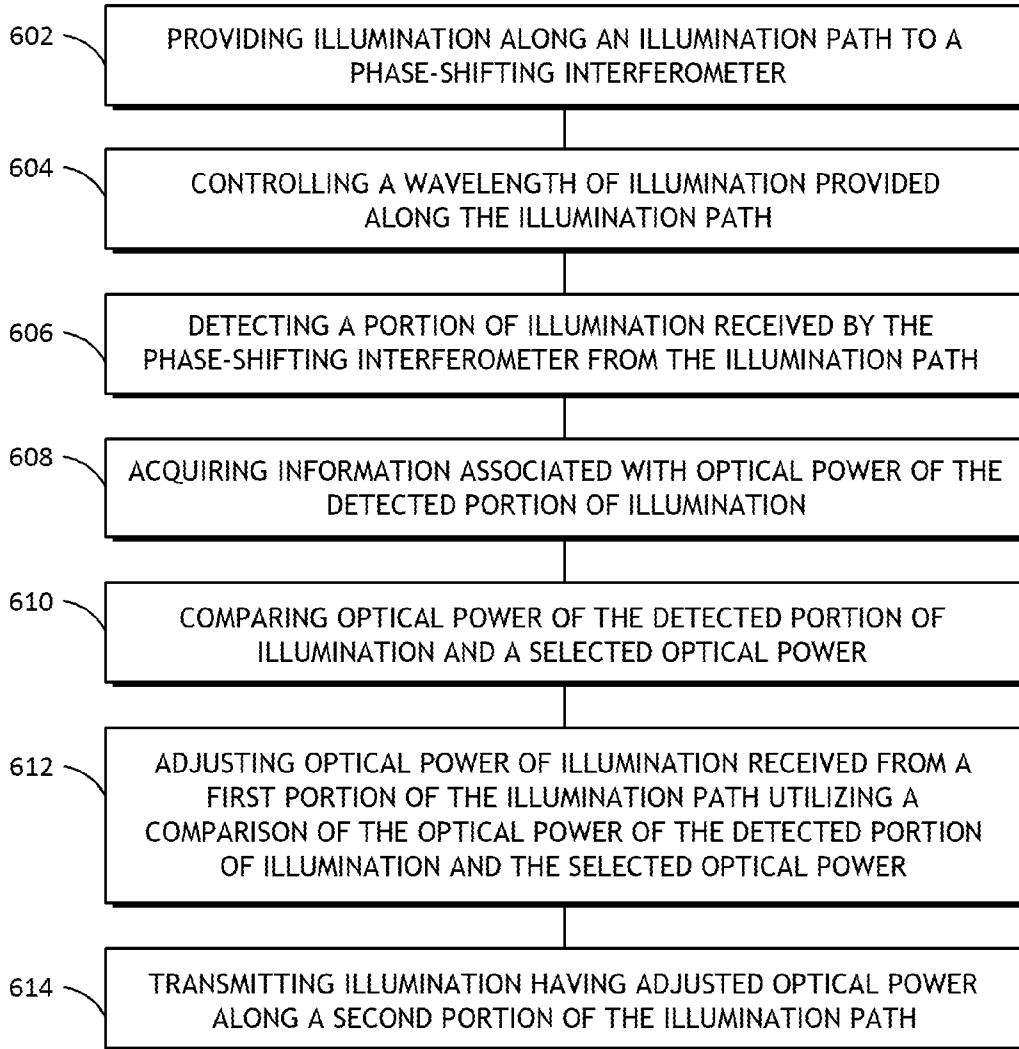 602
PROVIDING ILLUMINATION ALONG AN ILLUMINATION PATH TO A
PHASE-SHIFTING INTERFEROMETER
604
CONTROLLING A WAVELENGTH OF ILLUMINATION PROVIDED
ALONG THE ILLUMINATION PATH
606
DETECTING A PORTION OF ILLUMINATION RECEIVED BY THE
PHASE-SHIFTING INTERFEROMETER FROM THE ILLUMINATION PATH
608
ACQUIRING INFORMATION ASSOCIATED WITH OPTICAL POWER OF THE
DETECTED PORTION OF ILLUMINATION
610
COMPARING OPTICAL POWER OF THE DETECTED PORTION OF
ILLUMINATION AND A SELECTED OPTICAL POWER
612
ADJUSTING OPTICAL POWER OF ILLUMINATION RECEIVED FROM A
FIRST PORTION OF THE ILLUMINATION PATH UTILIZING A
COMPARISON OF THE OPTICAL POWER OF THE DETECTED PORTION
OF ILLUMINATION AND THE SELECTED OPTICAL POWER
614
TRANSMITTING ILLUMINATION HAVING ADJUSTED OPTICAL POWER
ALONG A SECOND PORTION OF THE ILLUMINATION PATH